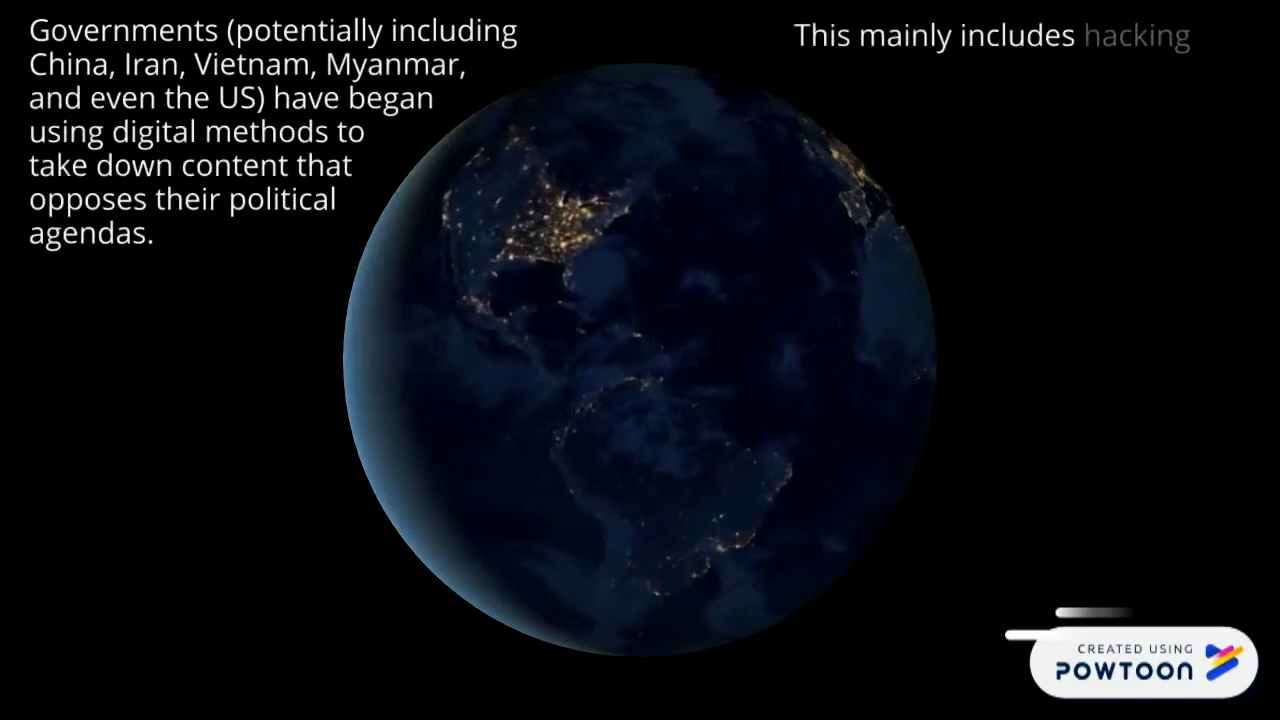 Governments (potentially including
China, Iran, Vietnam, Myanmar,
and even the US) have began
using digital methods to
take down content that
opposes their political
agendas.
This mainly includes hacking
CREATED USING
POWTOON